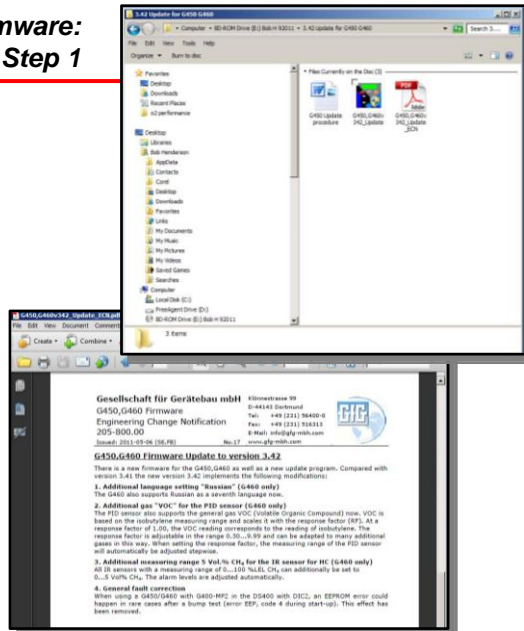 mware:
Step 1
3.42 Update for G450 G460
Computer
BD-ROM Drive (E:) Bob H 92011
3.42 Update for G450 G460
Search 3....
File Edit View Tools Help
Organize
Burn to disc
Favorites
Desktop
Downloads
Recent Places
o2 performance
Desktop
Libraries
Bob Henderson
AppData
Contacts
Corel
Desktop
Downloads
Favorites
Links
My Documents
My Music
My Pictures
My Videos
Saved Games
Searches
Computer
Local Disk (C:)
FreeAgent Drive (D:)
BD-ROM Drive (E:) Bob H 92011
Files Currently on the Disc (3)
G450 Update
procedure
G450,G460v
342_Update
G450,G460v
342_Update
_ECN
3 items
G450,G460v342_Update_ECN.pdf
File Edit View Document Comments
Create
Combine
Gesellschaft für Gerätebau mbH
G450,G460 Firmware
Engineering Change Notification
205-800.00
Issued: 2011-05-06 (SE,FB) No.17
Klönnestrasse 99
D-44143 Dortmund
Tel: +49 (231) 56400-0
Fax: +49 (231) 516313
E-Mail: info@gfg-mbh.com
www.gfg-mbh.com
GfG
G450,G460 Firmware Update to version 3.42
There is a new firmware for the G450,G460 as well as a new update program. Compared with
version 3.41 the new version 3.42 implements the following modifications:
1. Additional language setting "Russian" (G460 only)
The G460 also supports Russian as a seventh language now.
2. Additional gas "VOC" for the PID sensor (G460 only)
The PID sensor also supports the general gas VOC (Volatile Organic Compound) now. VOC is
based on the isobutylene measuring range and scales it with the response factor (RF). At a
response factor of 1.00, the VOC reading corresponds to the reading of isobutylene. The
response factor is adjustable in the range 0.30...9.99 and can be adapted to many additional
gases in this way. When setting the response factor, the measuring range of the PID sensor
will automatically be adjusted stepwise.
3. Additional measuring range 5 Vol.% CH₄ for the IR sensor for HC (G460 only)
All IR sensors with a measuring range of 0...100 %LEL CH₄ can additionally be set to
0...5 Vol% CH₄. The alarm levels are adjusted automatically.
4. General fault correction
When using a G450/G460 with G400-MP2 in the DS400 with DIC2, an EEPROM error could
happen in rare cases after a bump test (error EEP, code 4 during start-up). This effect has
been removed.